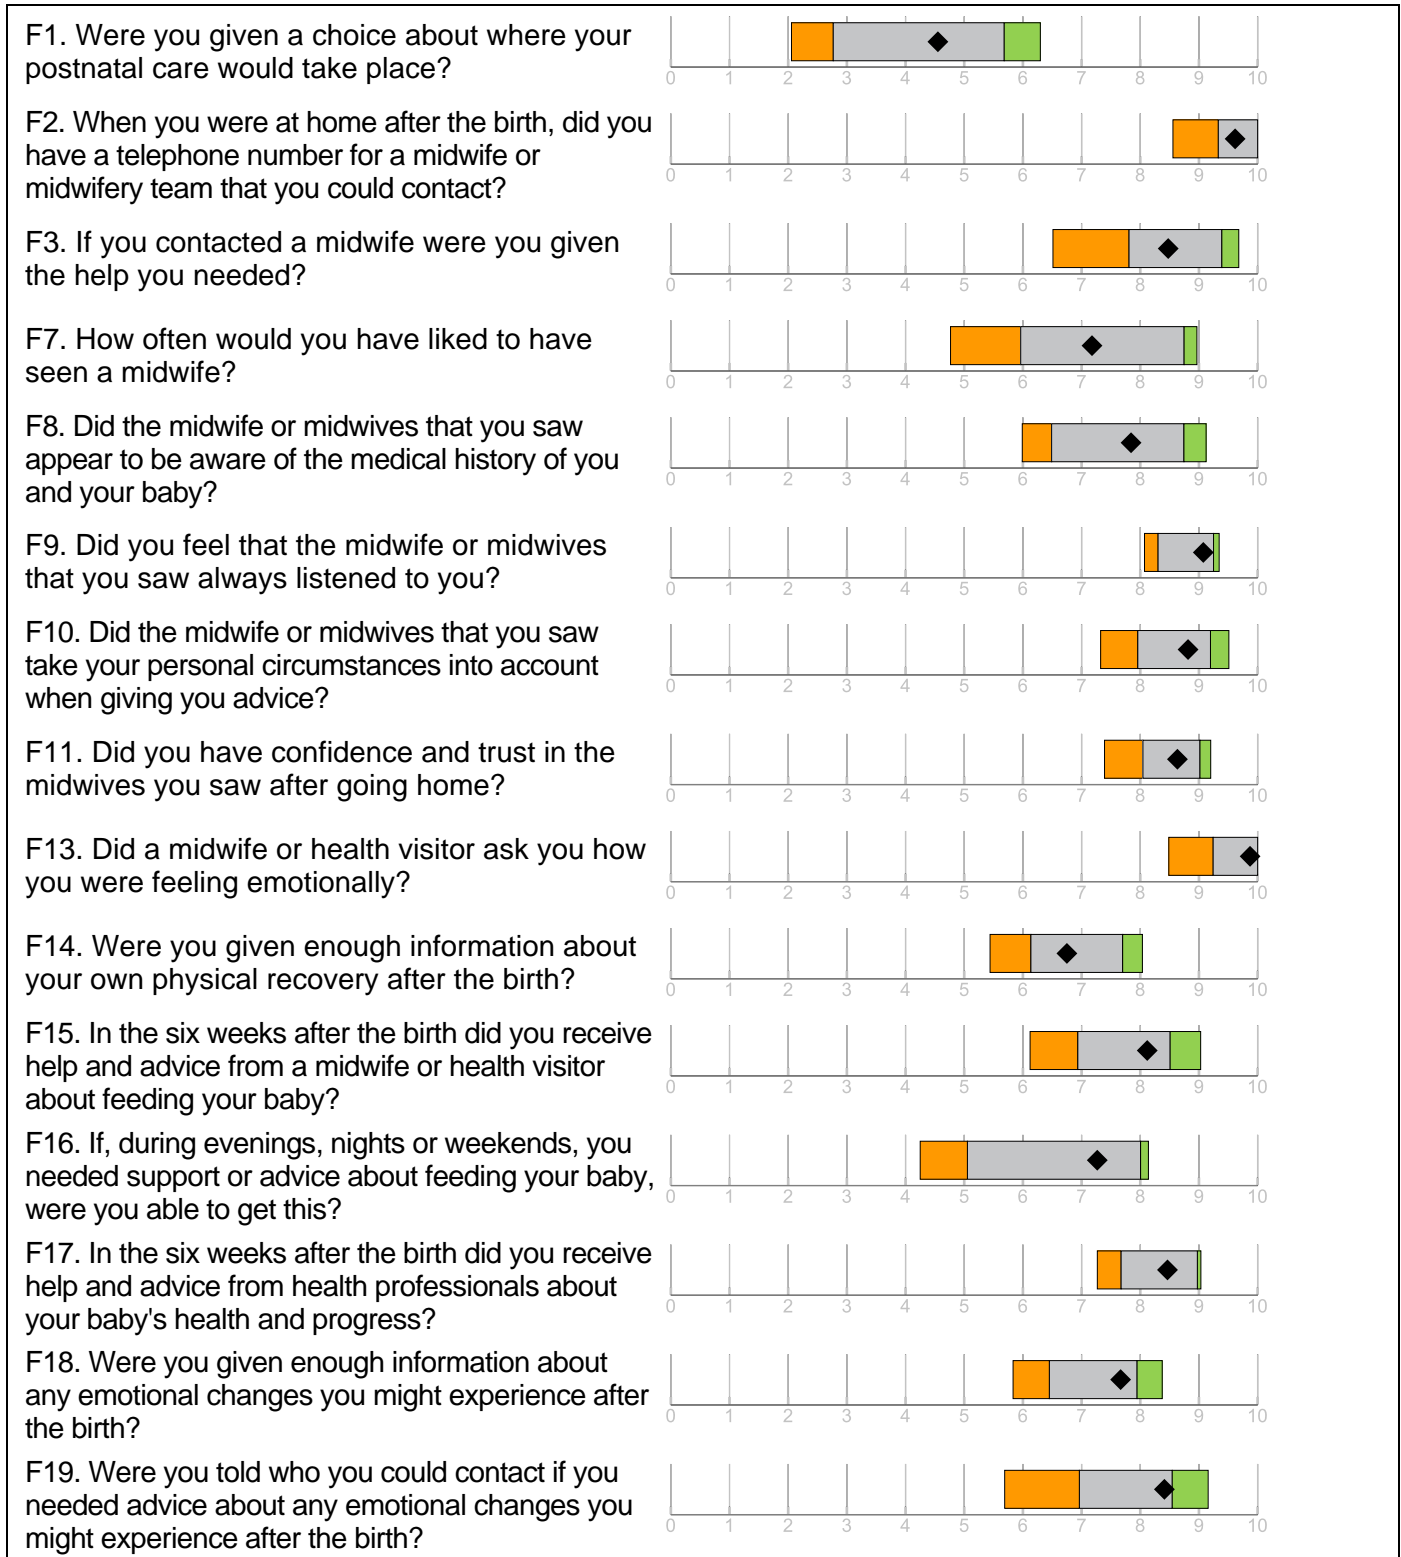 F1. Were you given a choice about where your
postnatal care would take place?
0 1 2 3 4 5 6 7 8 9 10
F2. When you were at home after the birth, did you
have a telephone number for a midwife or
midwifery team that you could contact?
0 1 2 3 4 5 6 7 8 9 10
F3. If you contacted a midwife were you given
the help you needed?
0 1 2 3 4 5 6 7 8 9 10
F7. How often would you have liked to have
seen a midwife?
0 1 2 3 4 5 6 7 8 9 10
F8. Did the midwife or midwives that you saw
appear to be aware of the medical history of you
and your baby?
0 1 2 3 4 5 6 7 8 9 10
F9. Did you feel that the midwife or midwives
that you saw always listened to you?
0 1 2 3 4 5 6 7 8 9 10
F10. Did the midwife or midwives that you saw
take your personal circumstances into account
when giving you advice?
0 1 2 3 4 5 6 7 8 9 10
F11. Did you have confidence and trust in the
midwives you saw after going home?
0 1 2 3 4 5 6 7 8 9 10
F13. Did a midwife or health visitor ask you how
you were feeling emotionally?
0 1 2 3 4 5 6 7 8 9 10
F14. Were you given enough information about
your own physical recovery after the birth?
0 1 2 3 4 5 6 7 8 9 10
F15. In the six weeks after the birth did you receive
help and advice from a midwife or health visitor
about feeding your baby?
0 1 2 3 4 5 6 7 8 9 10
F16. If, during evenings, nights or weekends, you
needed support or advice about feeding your baby,
were you able to get this?
0 1 2 3 4 5 6 7 8 9 10
F17. In the six weeks after the birth did you receive
help and advice from health professionals about
your baby's health and progress?
0 1 2 3 4 5 6 7 8 9 10
F18. Were you given enough information about
any emotional changes you might experience after
the birth?
0 1 2 3 4 5 6 7 8 9 10
F19. Were you told who you could contact if you
needed advice about any emotional changes you
might experience after the birth?
0 1 2 3 4 5 6 7 8 9 10